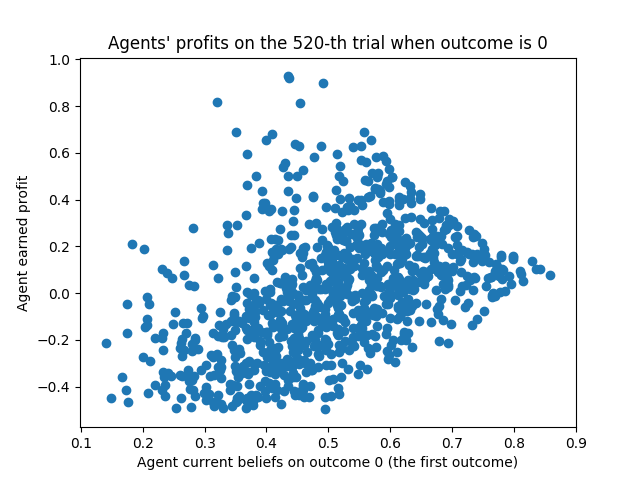 Agents' profits on the 520-th trial when outcome is 0
1.0
0.8
0.6
0.4
0.2
0.0
−0.2
−0.4
Agent earned profit
0.1 0.2 0.3 0.4 0.5 0.6 0.7 0.8 0.9
Agent current beliefs on outcome 0 (the first outcome)